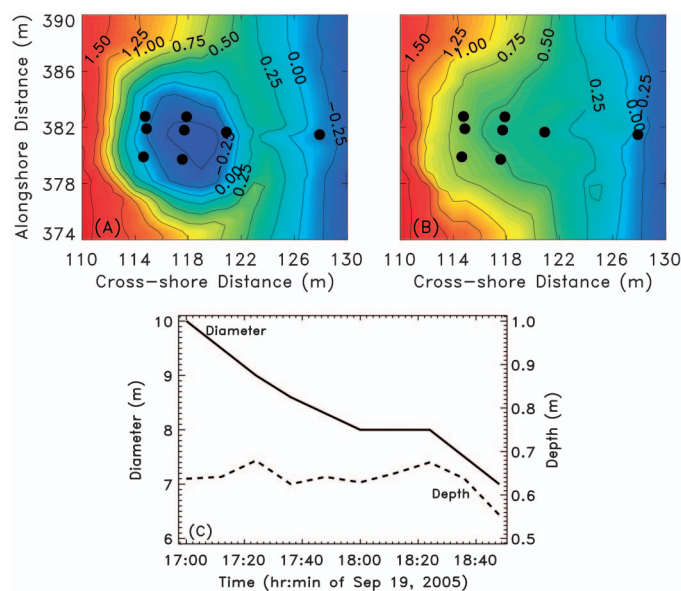 390
386
382
378
374
Alongshore Distance (m)
1.50
1.25
1.00
0.75
0.50
0.25
0.00
-0.25
-0.25
0.00
0.25
(A)
110 114 118 122 126 130
Cross-shore Distance (m)
1.50
1.25
1.00
0.75
0.50
0.25
0.00
-0.25
(B)
110 114 118 122 126 130
Cross-shore Distance (m)
10
9
8
7
6
Diameter (m)
Diameter
Depth
(C)
1.0
0.9
0.8
0.7
0.6
0.5
Depth (m)
17:00 17:20 17:40 18:00 18:20 18:40
Time (hr:min of Sep 19, 2005)